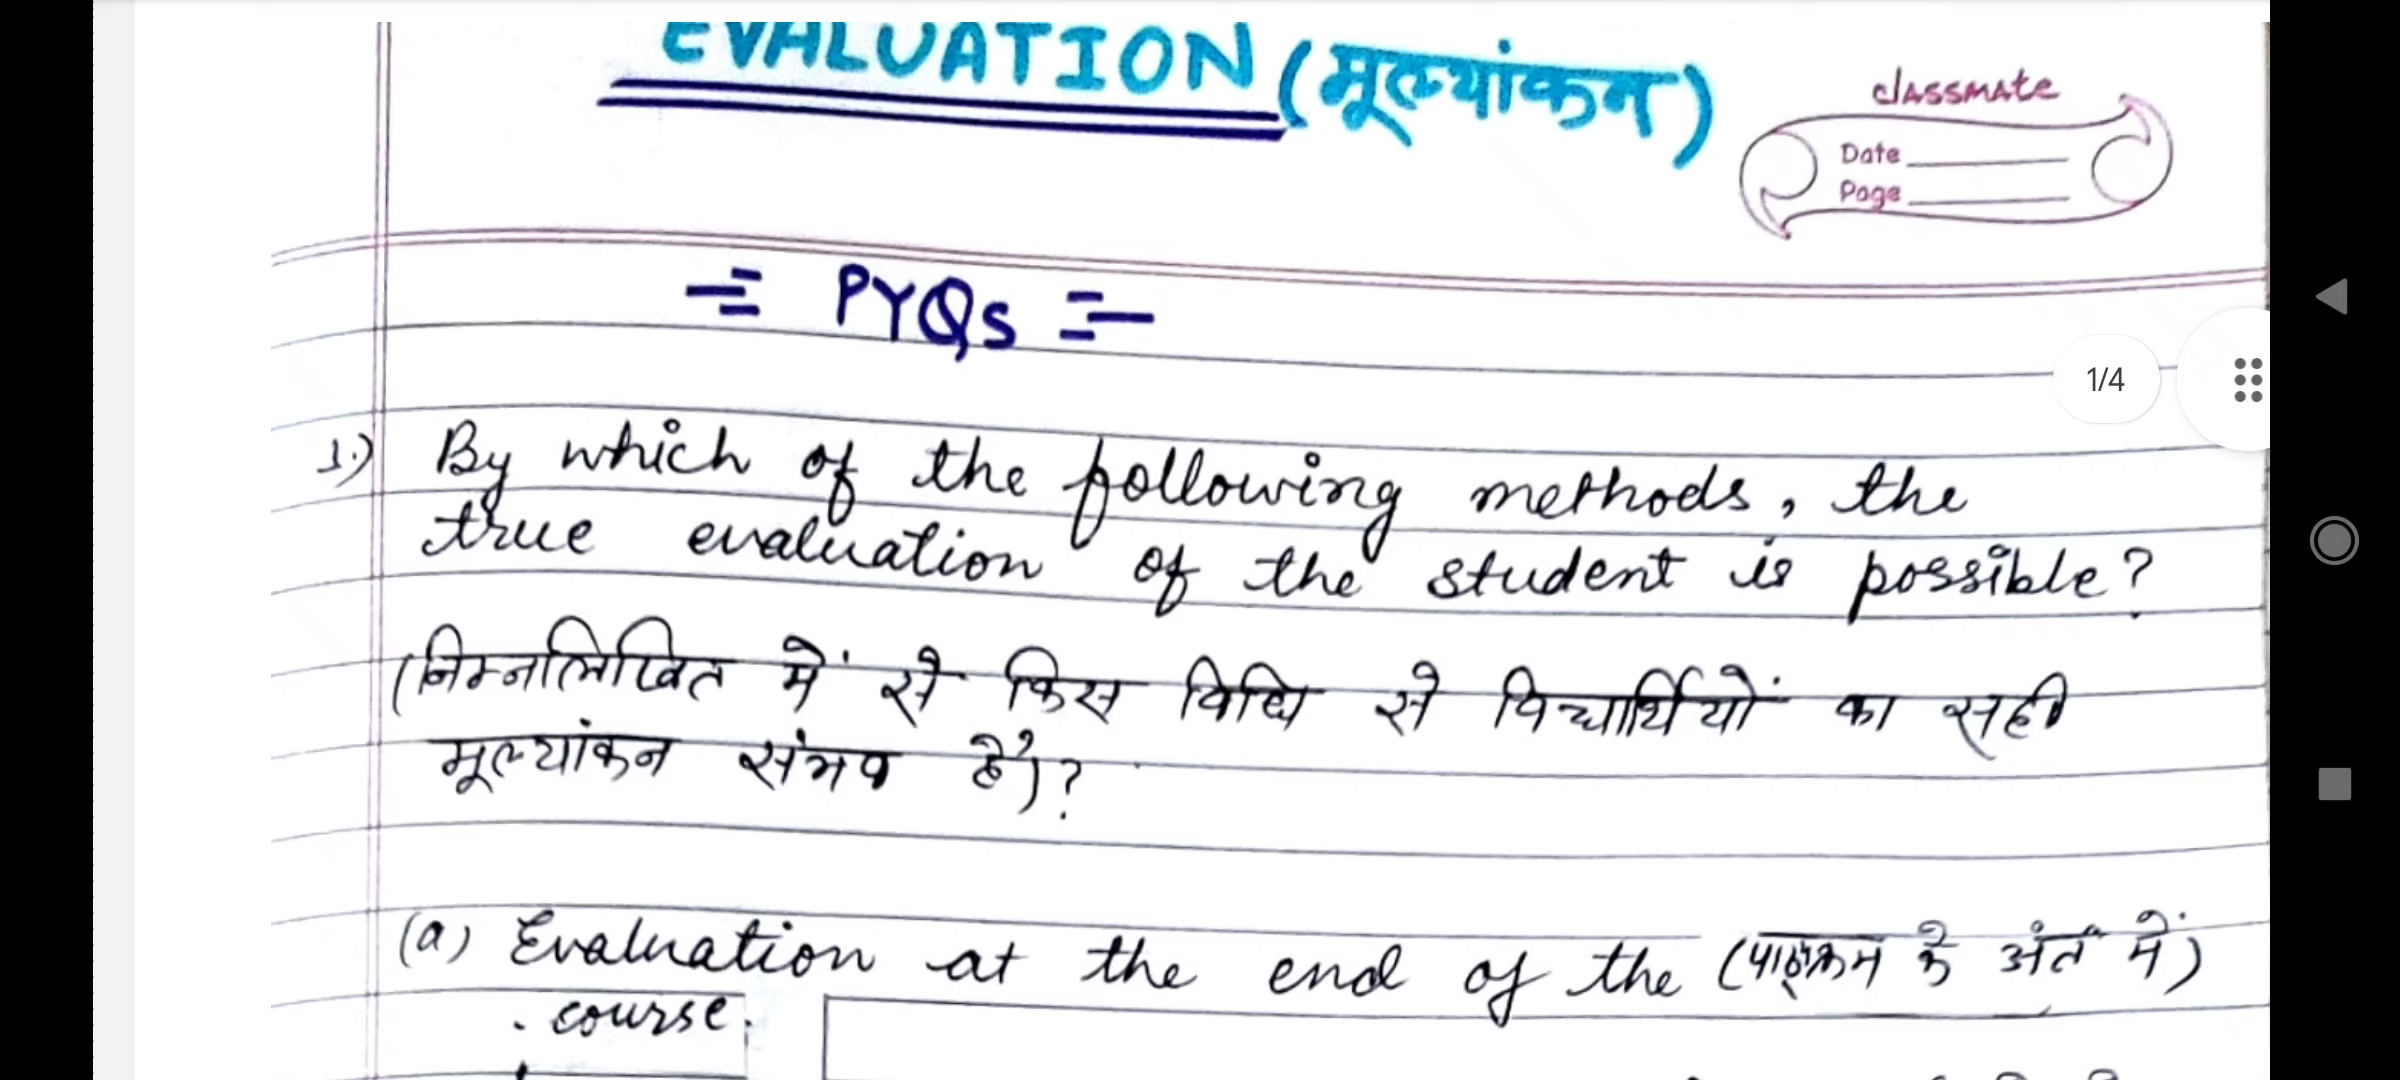 EVALUATION (मूल्यांकन)
classmate
Date
Page
PYQs
1/4
1.) By which of the following methods, the
true evaluation of the student is possible?
(निम्नलिखित में से किस विधि से विद्यार्थियों का सही
मूल्यांकन संभव है)?
(a) Evaluation at the end of the (पाठ्यक्रम के अंत में)
course.